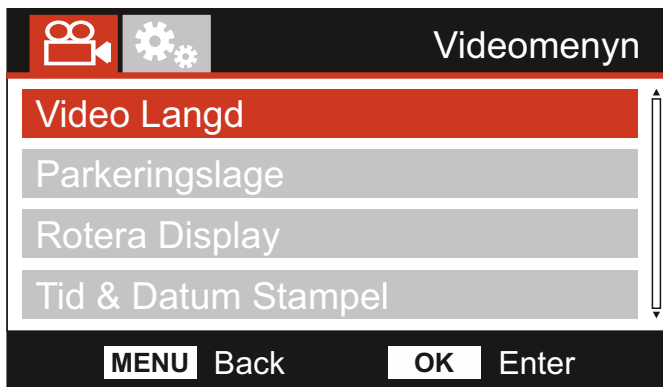 Videomenyn
Video Langd
Parkeringslage
Rotera Display
Tid & Datum Stampel
MENU Back OK Enter